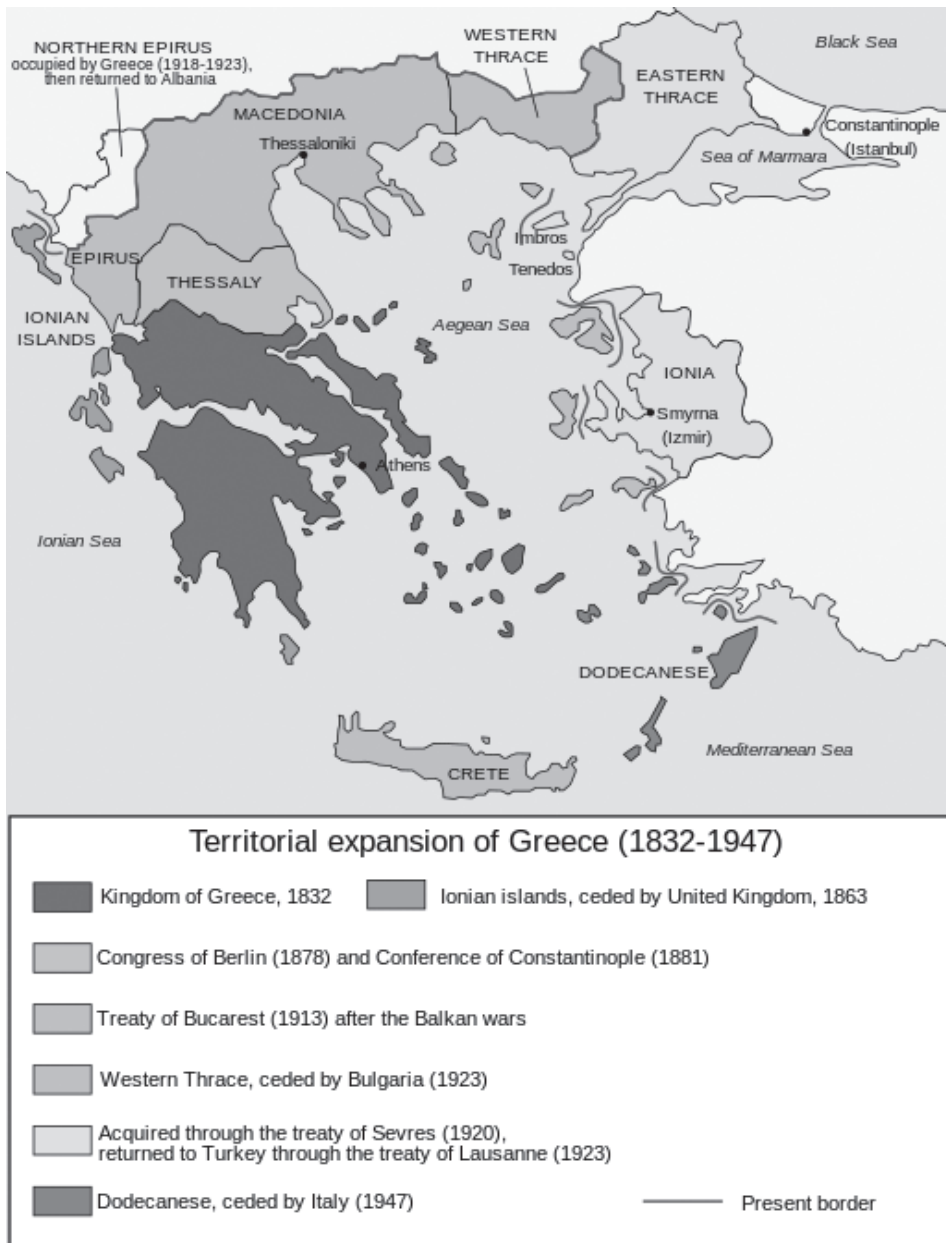 NORTHERN EPIRUS
occupied by Greece (1918-1923),
then returned to Albania
WESTERN
THRACE
Black Sea
EASTERN
THRACE
MACEDONIA
Thessaloniki
Constantinople
(Istanbul)
Sea of Marmara
Imbros
Tenedos
EPIRUS
THESSALY
IONIAN
ISLANDS
Aegean Sea
IONIA
Smyrna
(Izmir)
Athens
Ionian Sea
DODECANESE
Mediterranean Sea
CRETE
Territorial expansion of Greece (1832-1947)
Kingdom of Greece, 1832
Ionian islands, ceded by United Kingdom, 1863
Congress of Berlin (1878) and Conference of Constantinople (1881)
Treaty of Bucarest (1913) after the Balkan wars
Western Thrace, ceded by Bulgaria (1923)
Acquired through the treaty of Sevres (1920),
returned to Turkey through the treaty of Lausanne (1923)
Dodecanese, ceded by Italy (1947)
Present border